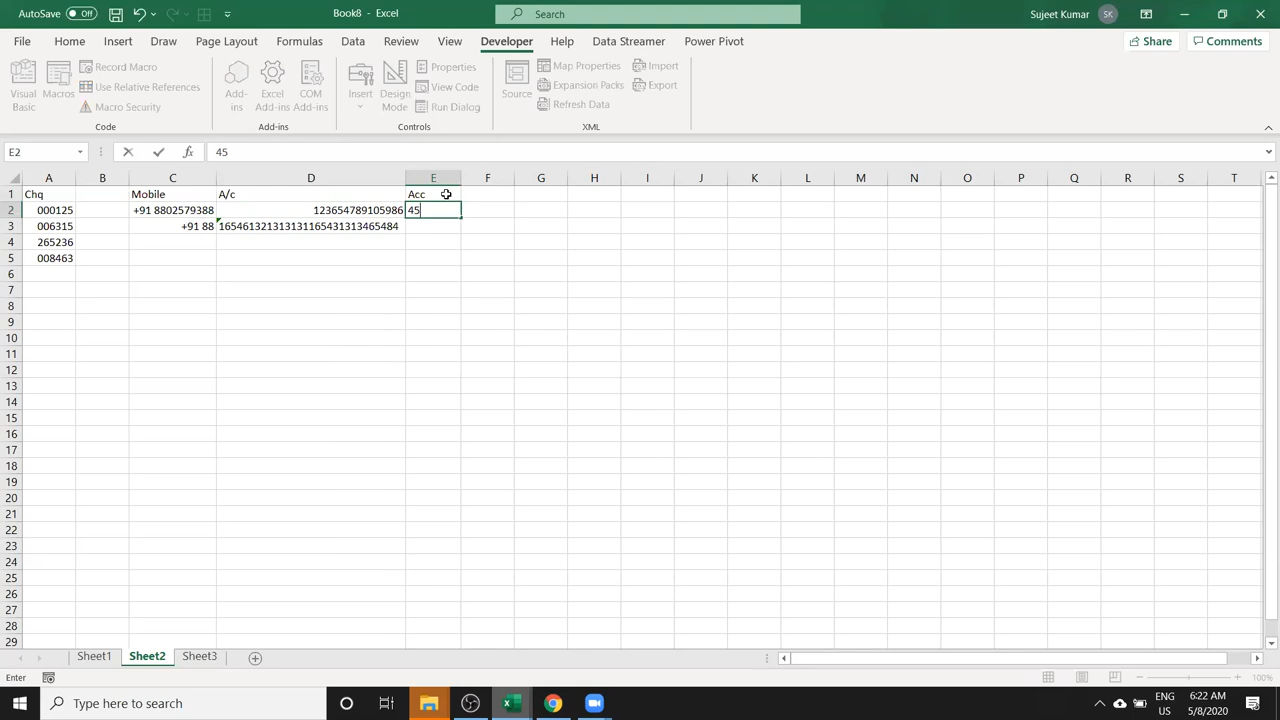 AutoSave Off Book8 - Excel Search Sujeet Kumar SK
File Home Insert Draw Page Layout Formulas Data Review View Developer Help Data Streamer Power Pivot Share Comments
Visual Basic
Macros
Record Macro
Use Relative References
Macro Security
Code
Add-ins
Excel Add-ins
COM Add-ins
Add-ins
Insert
Design Mode
Properties
View Code
Run Dialog
Controls
Source
Map Properties
Expansion Packs
Refresh Data
Import
Export
XML
E2 fx 45
A B C D E F G H I J K L M N O P Q R S T
1 Chq Mobile A/c Acc
2 000125 +91 8802579388 123654789105986 45
3 006315 +91 88 165461321313131165431313465484
4 265236
5 008463
6
7
8
9
10
11
12
13
14
15
16
17
18
19
20
21
22
23
24
25
26
27
28
29
Sheet1 Sheet2 Sheet3
Enter 100%
Type here to search
ENG
US
6:22 AM
5/8/2020